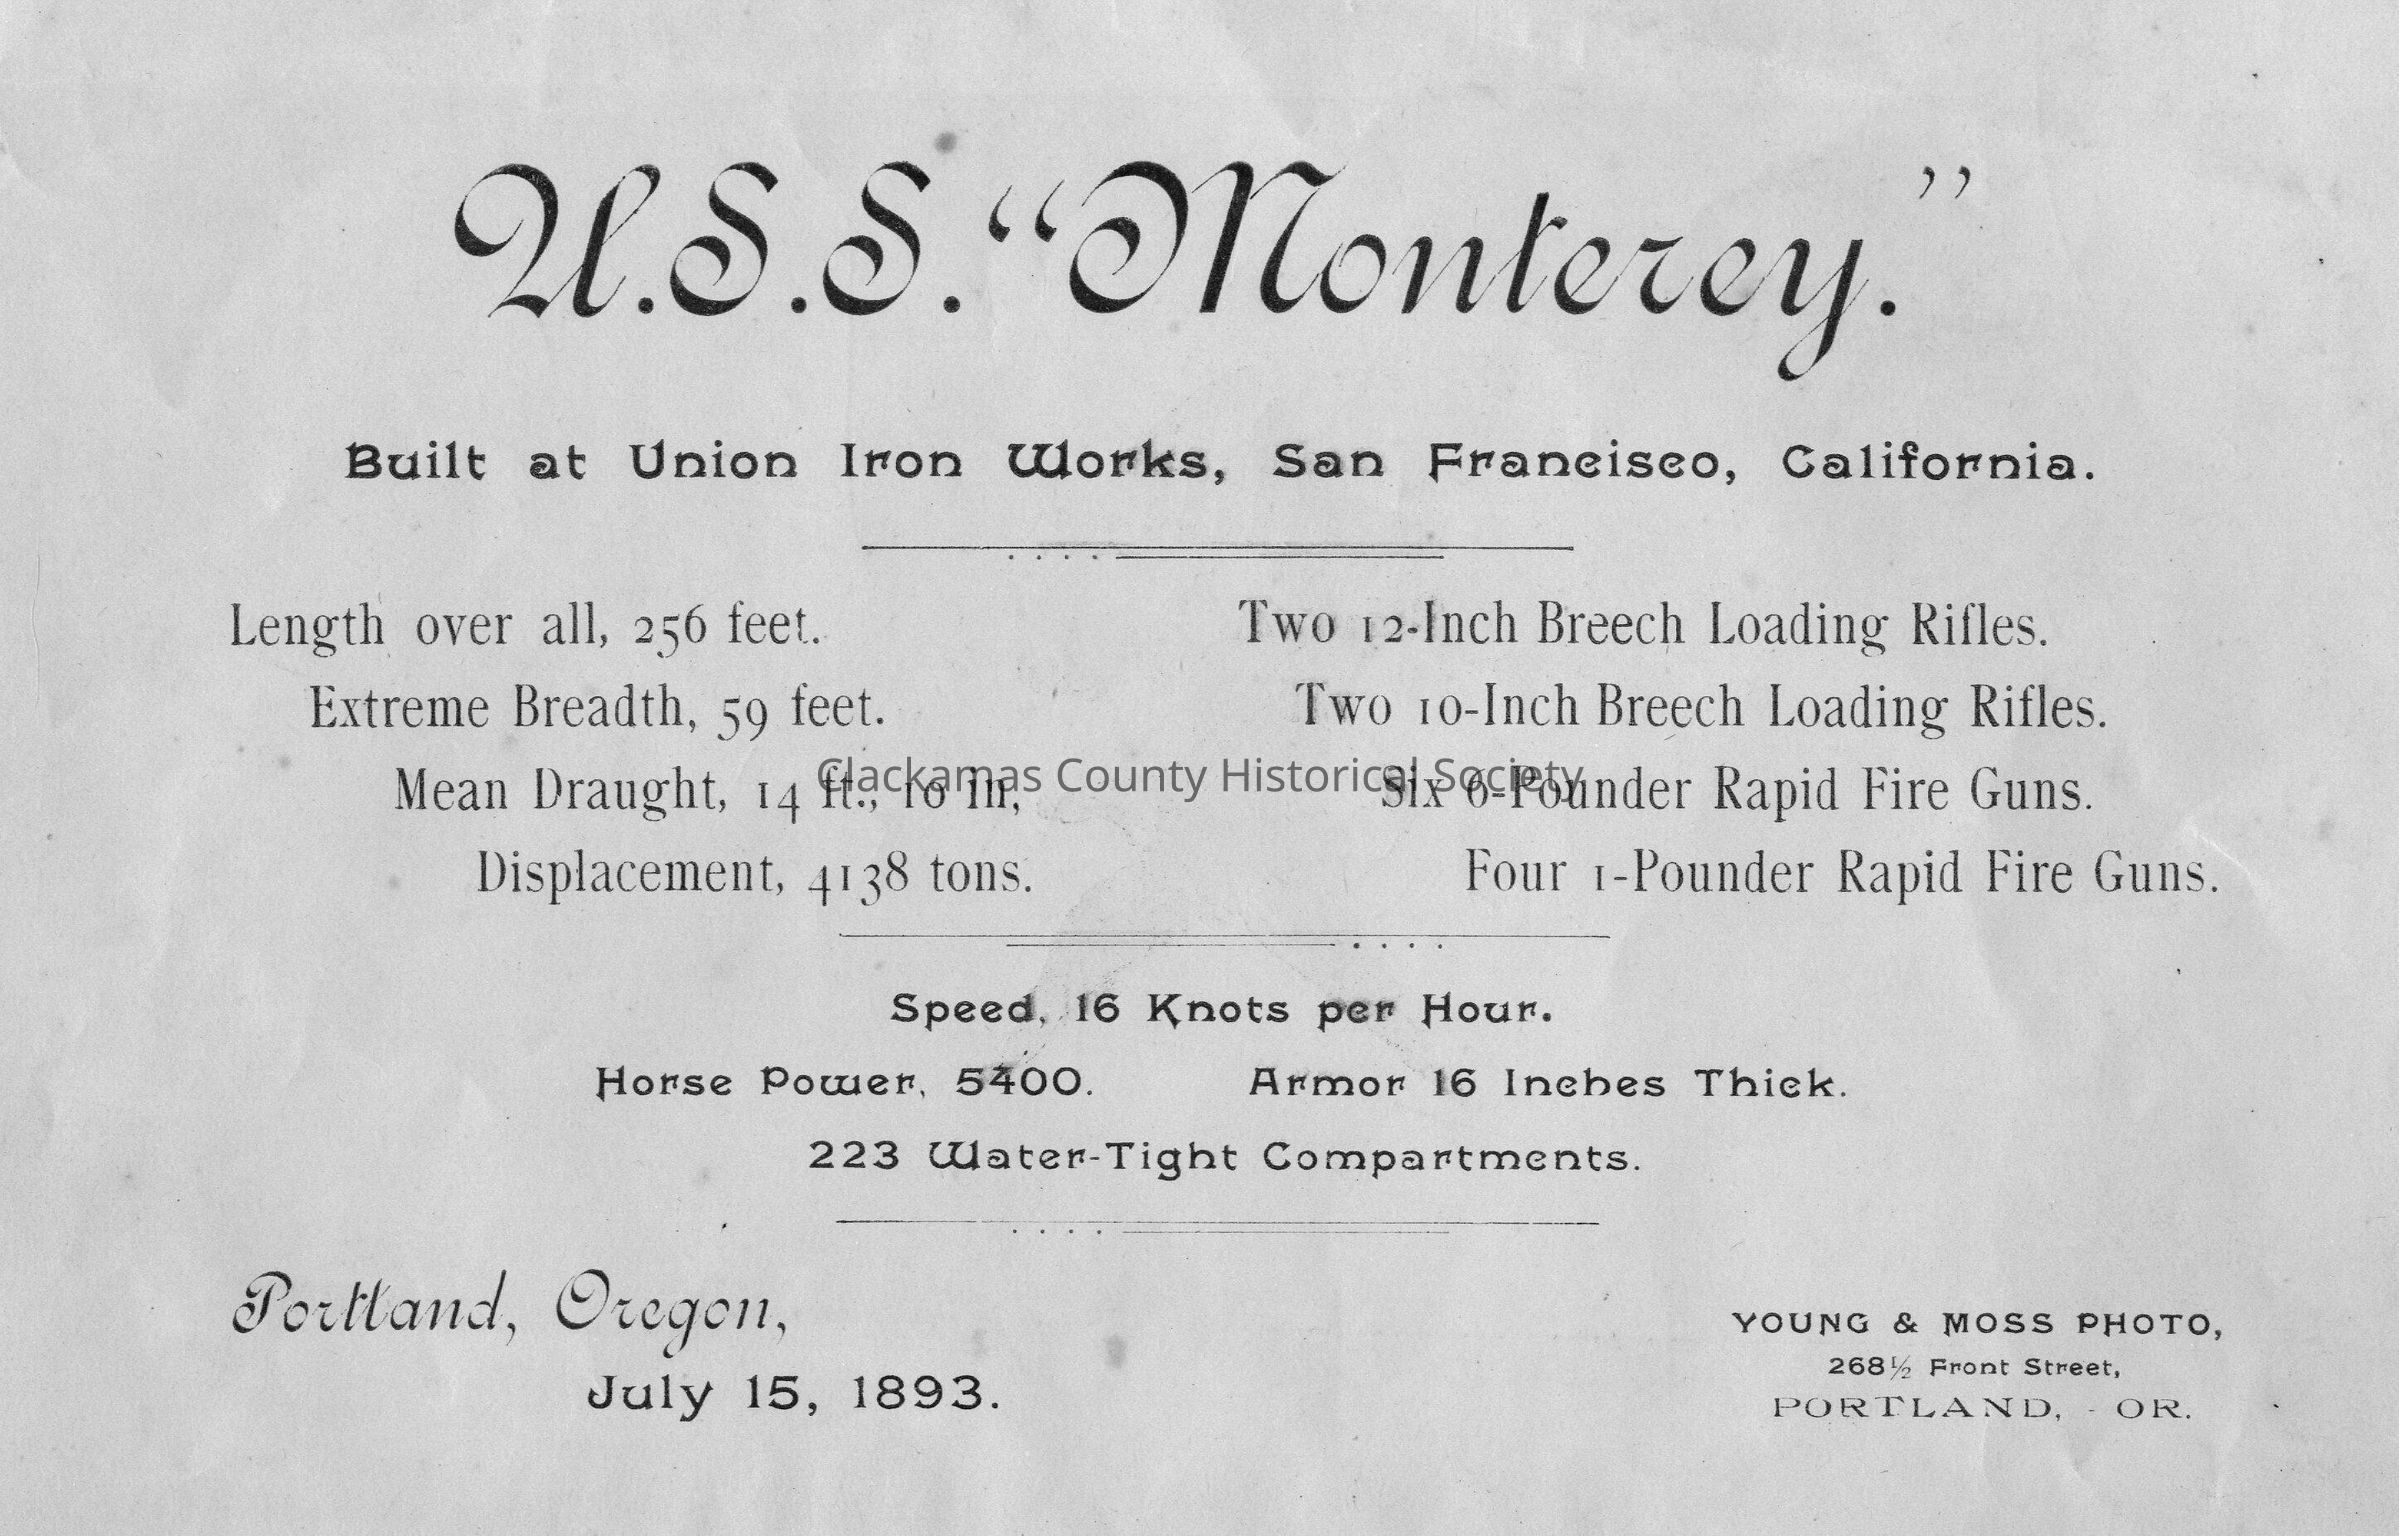 U.S.S. “Monterey.”
Built at Union Iron Works, San Francisco, California.
Length over all, 256 feet.
Extreme Breadth, 59 feet.
Mean Draught, 14 ft., 10 in,
Displacement, 4138 tons.
Two 12-Inch Breech Loading Rifles.
Two 10-Inch Breech Loading Rifles.
Six 6-Pounder Rapid Fire Guns.
Four 1-Pounder Rapid Fire Guns.
Clackamas County Historical Society
Speed, 16 Knots per Hour.
Horse Power, 5400. Armor 16 Inches Thick.
223 Water-Tight Compartments.
Portland, Oregon,
July 15, 1893.
YOUNG & MOSS PHOTO,
268½ Front Street,
PORTLAND, - OR.